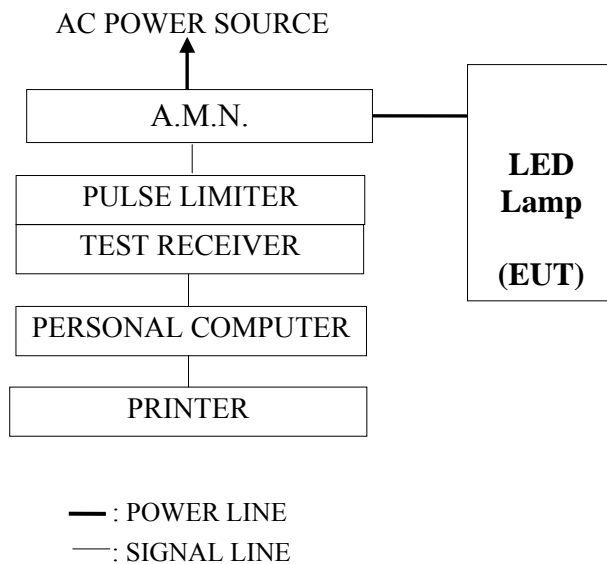 AC POWER SOURCE
A.M.N.
LED
Lamp
(EUT)
PULSE LIMITER
TEST RECEIVER
PERSONAL COMPUTER
PRINTER
: POWER LINE
: SIGNAL LINE